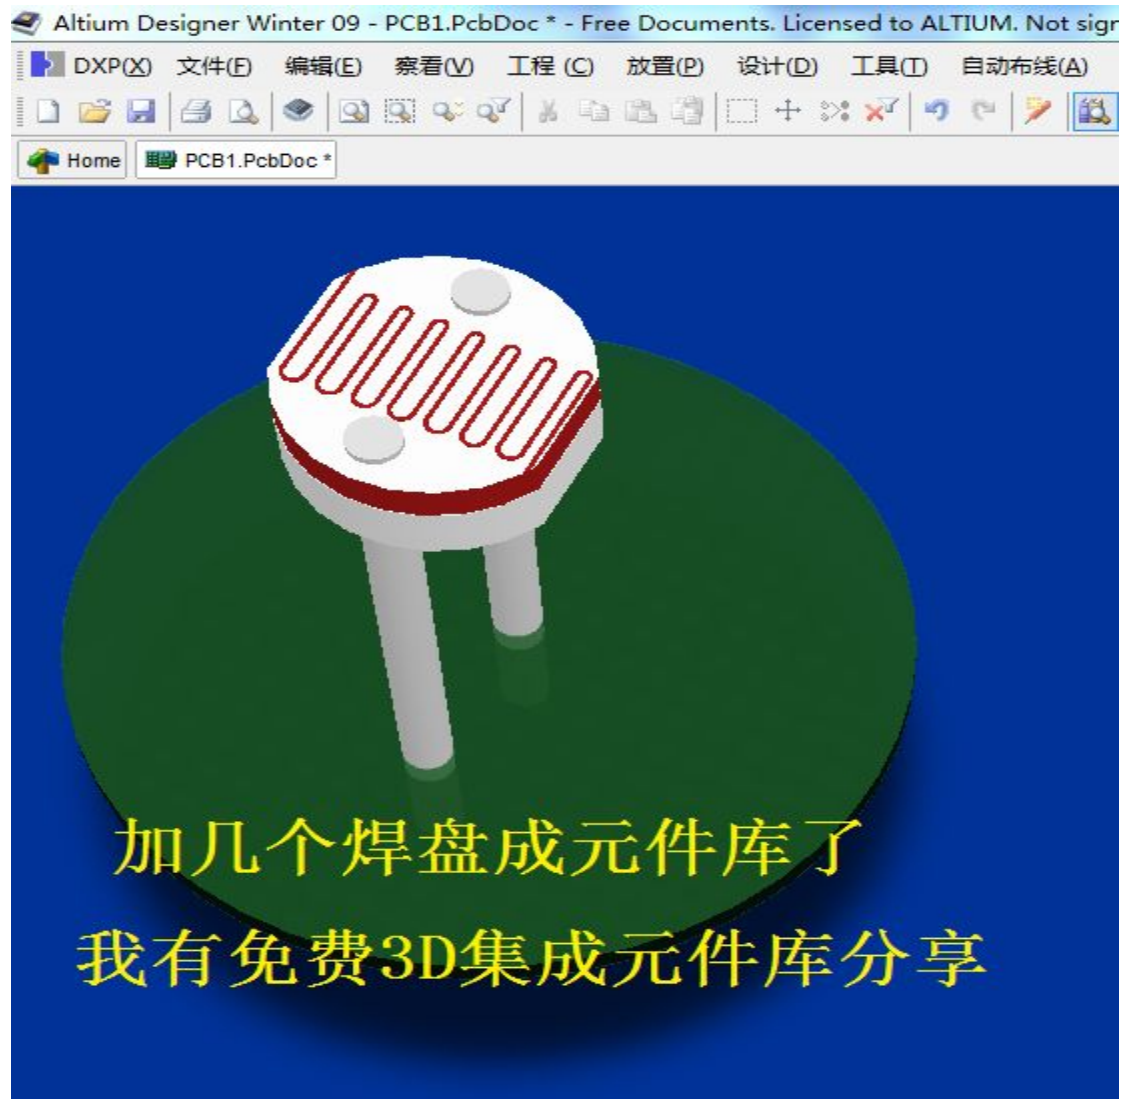 Altium Designer Winter 09 - PCB1.PcbDoc * - Free Documents. Licensed to ALTIUM. Not sigr
DXP(X) 文件(F) 编辑(E) 察看(V) 工程 (C) 放置(P) 设计(D) 工具(T) 自动布线(A)
Home PCB1.PcbDoc *
加几个焊盘成元件库了
我有免费3D集成元件库分享